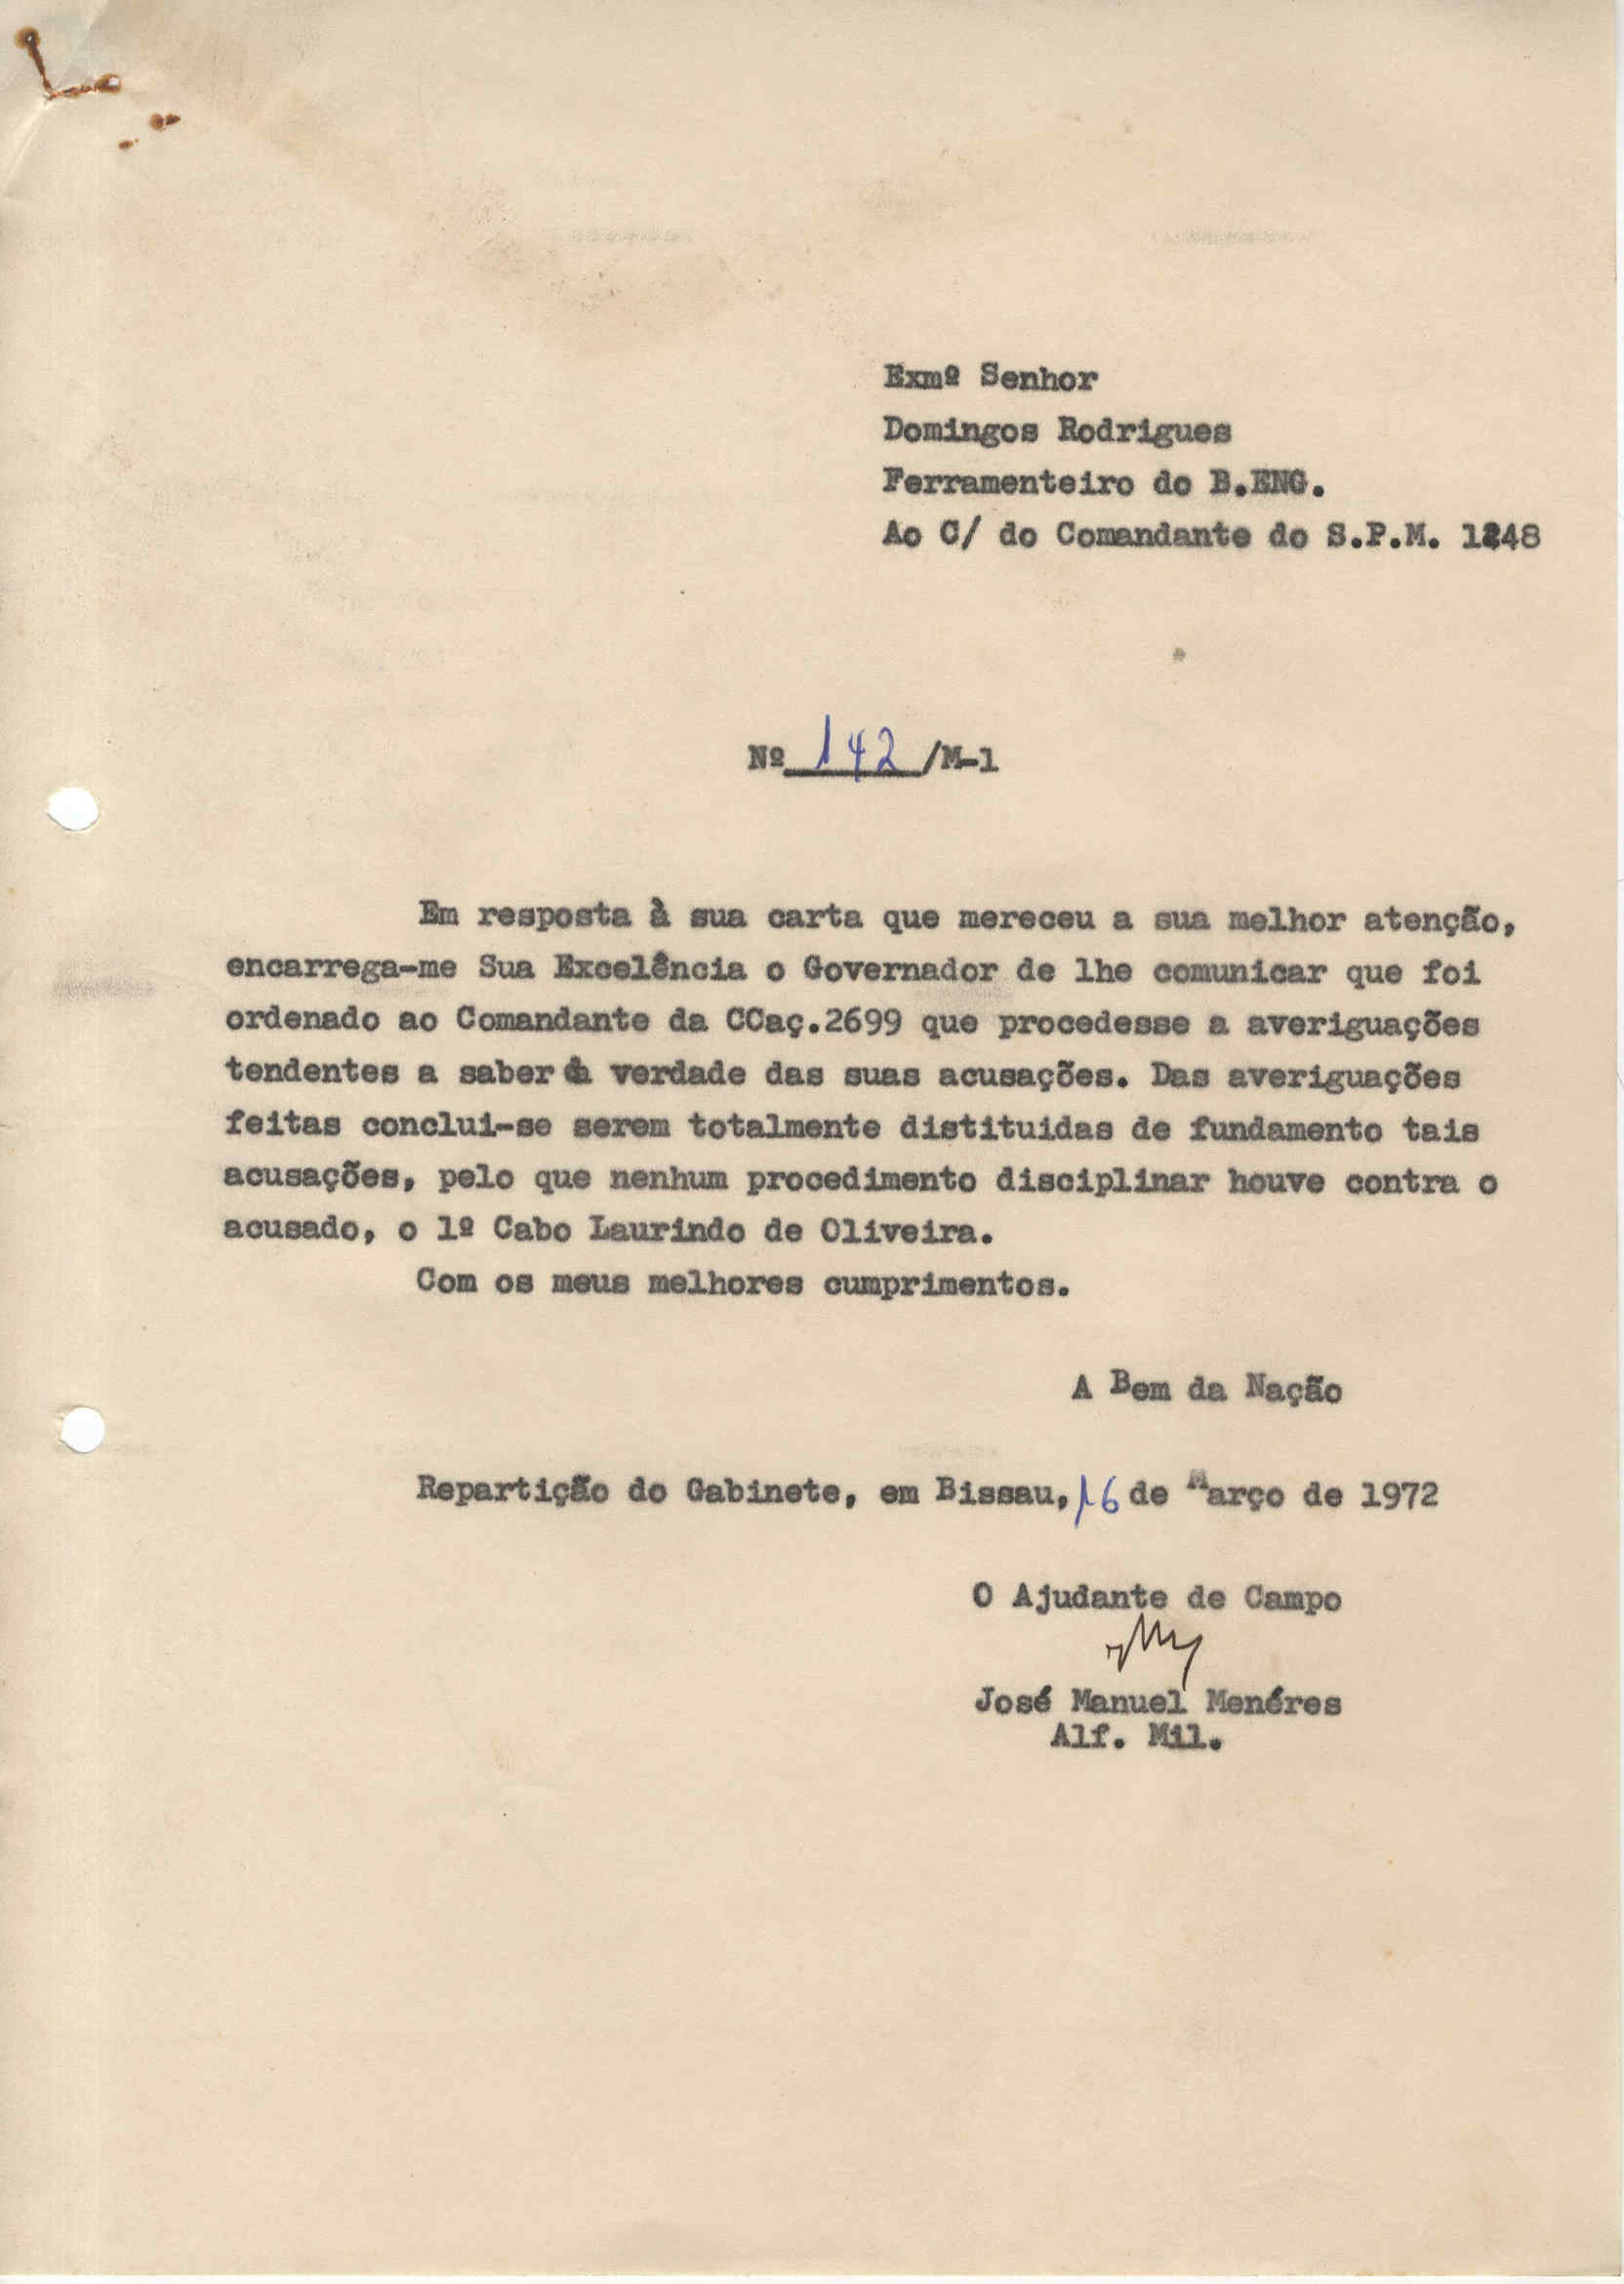 Exmº Senhor
Domingos Rodrigues
Ferramenteiro do B.ENG.
Ao C/ do Comandante do S.P.M. 1248
Nº 142 /M-1
Em resposta à sua carta que mereceu a sua melhor atenção,
encarrega-me Sua Excelência o Governador de lhe comunicar que foi
ordenado ao Comandante da CCaç.2699 que procedesse a averiguações
tendentes a saber a verdade das suas acusações. Das averiguações
feitas conclui-se serem totalmente distituidas de fundamento tais
acusações, pelo que nenhum procedimento disciplinar houve contra o
acusado, o 1º Cabo Laurindo de Oliveira.
Com os meus melhores cumprimentos.
A Bem da Nação
Repartição do Gabinete, em Bissau, 16 de Março de 1972
O Ajudante de Campo
José Manuel Menéres
Alf. Mil.